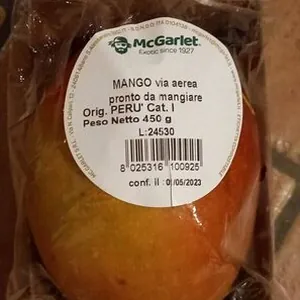 McGarlet®
Exotic since 1927
MANGO via aerea
pronto da mangiare
Orig. PERU' Cat. I
Peso Netto 450 g
L:24530
8 025316 100925
conf. il : 09/05/2023